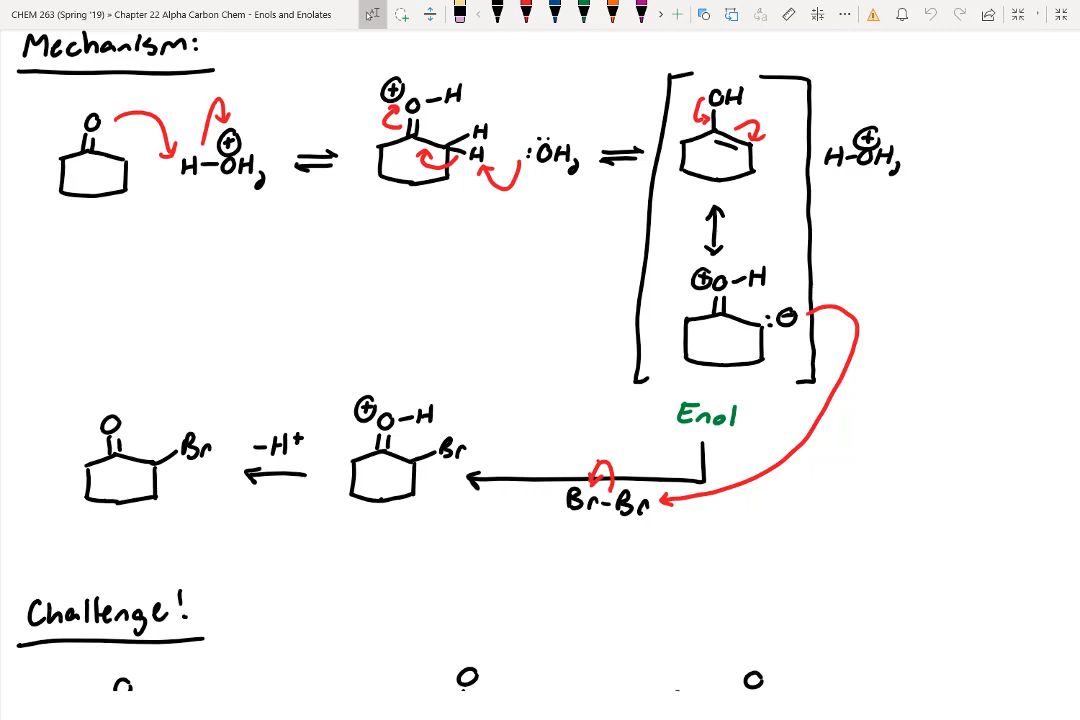 CHEM 263 (Spring '19) » Chapter 22 Alpha Carbon Chem - Enols and Enolates
Mechanism:
O H-OH₂ ⊕
⊕ O-H H H :ÖH₂
OH
H-OH₂ ⊕
⊕O-H
:⊖
Enol
Br-Br
⊕ O-H Br
-H⁺
O Br
Challenge!
O O O